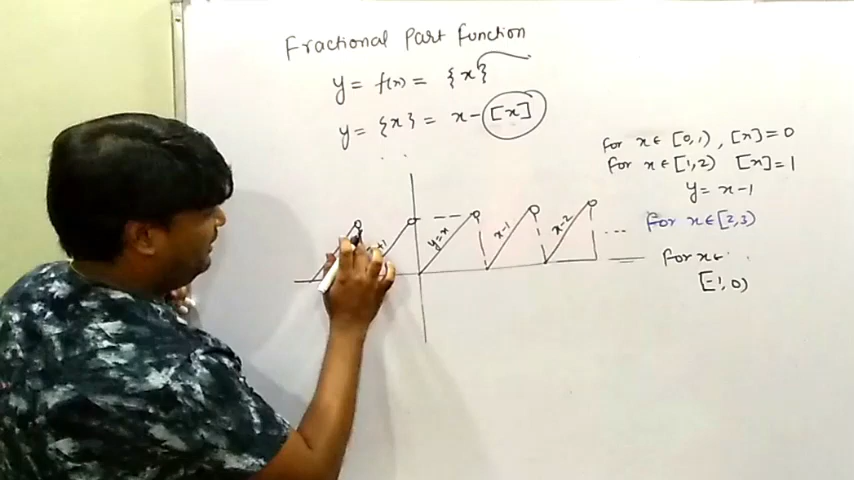 Fractional Part function
y = f(x) = {x}
y = {x} = x - [x]
for x ∈ [0,1) , [x] = 0
for x ∈ [1,2) [x] = 1
y = x - 1
for x ∈ [2,3)
for x ∈
[-1, 0)
y = x
x-1
x-2